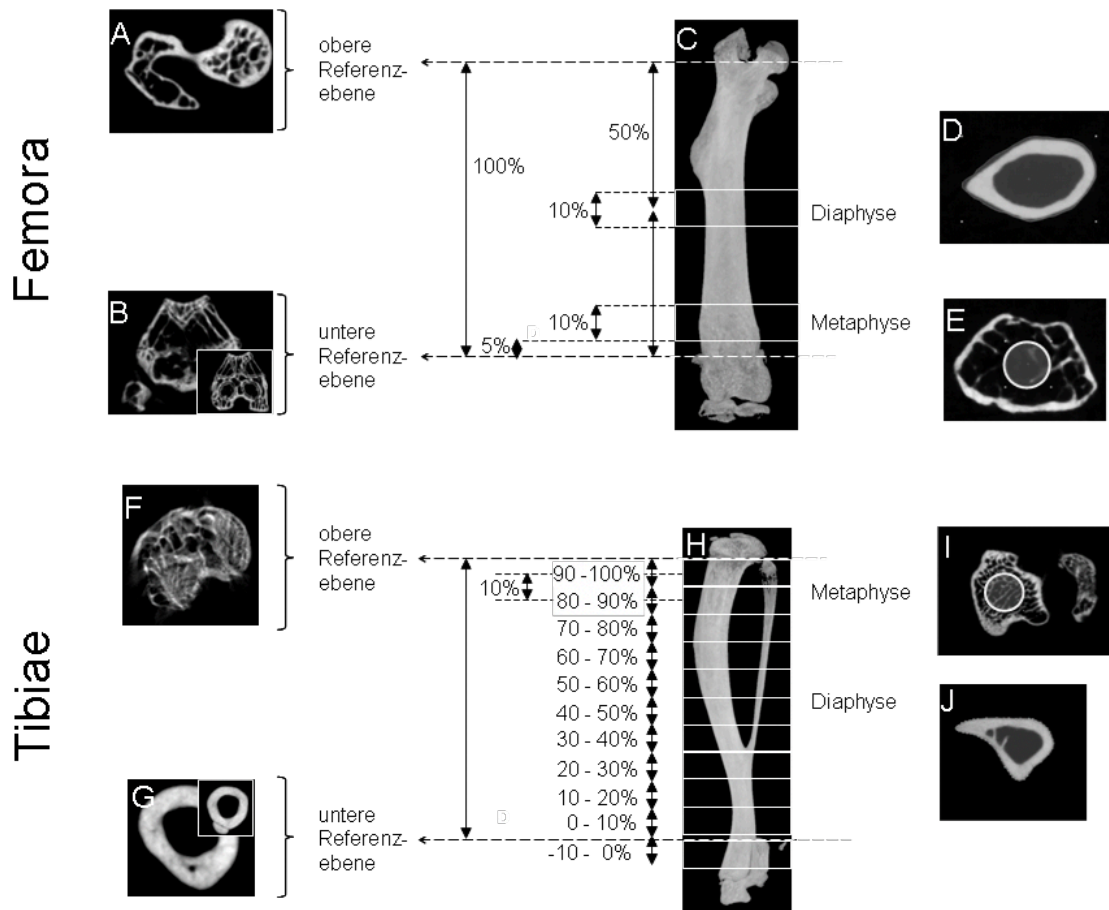 Femora
A
obere
Referenz-
ebene
C
100%
50%
10%
Diaphyse
D
B
untere
Referenz-
ebene
10%
D
5%
Metaphyse
E
Tibiae
F
obere
Referenz-
ebene
H
10%
90 -100%
80 - 90%
70 - 80%
60 - 70%
50 - 60%
40 - 50%
30 - 40%
20 - 30%
10 - 20%
0 - 10%
-10 - 0%
Metaphyse
I
Diaphyse
J
G
untere
Referenz-
ebene
D